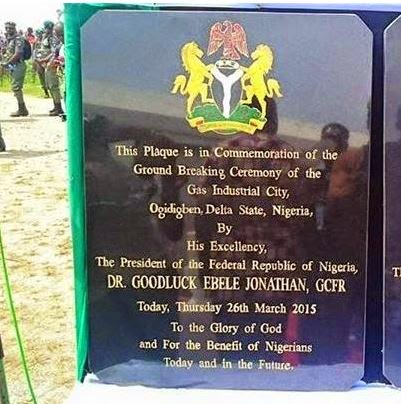 This Plaque is in Commemoration of the
Ground Breaking Ceremony of the
Gas Industrial City,
Ogidigben, Delta State, Nigeria,
By
His Excellency,
The President of the Federal Republic of Nigeria,
DR. GOODLUCK EBELE JONATHAN, GCFR
Today, Thursday 26th March 2015
To the Glory of God
and For the Benefit of Nigerians
Today and in the Future.